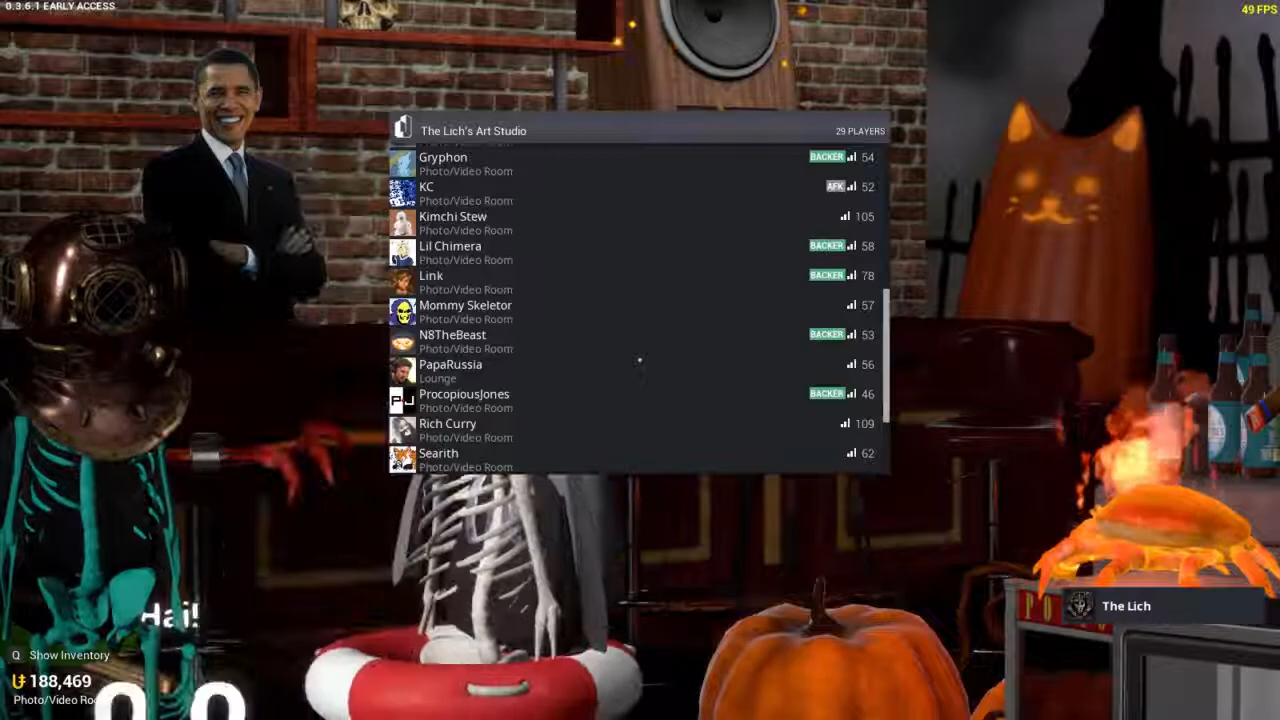 0.3.6.1 EARLY ACCESS
49 FPS
The Lich's Art Studio
29 PLAYERS
Gryphon
BACKER 54
Photo/Video Room
KC
AFK 52
Photo/Video Room
Kimchi Stew
105
Photo/Video Room
Lil Chimera
BACKER 58
Photo/Video Room
Link
BACKER 78
Photo/Video Room
Mommy Skeletor
57
Photo/Video Room
N8TheBeast
BACKER 53
Photo/Video Room
PapaRussia
56
Lounge
ProcopiousJones
BACKER 46
Photo/Video Room
Rich Curry
109
Photo/Video Room
Searith
62
Photo/Video Room
The Lich
Hai!
Q Show Inventory
188,469
Photo/Video Roo